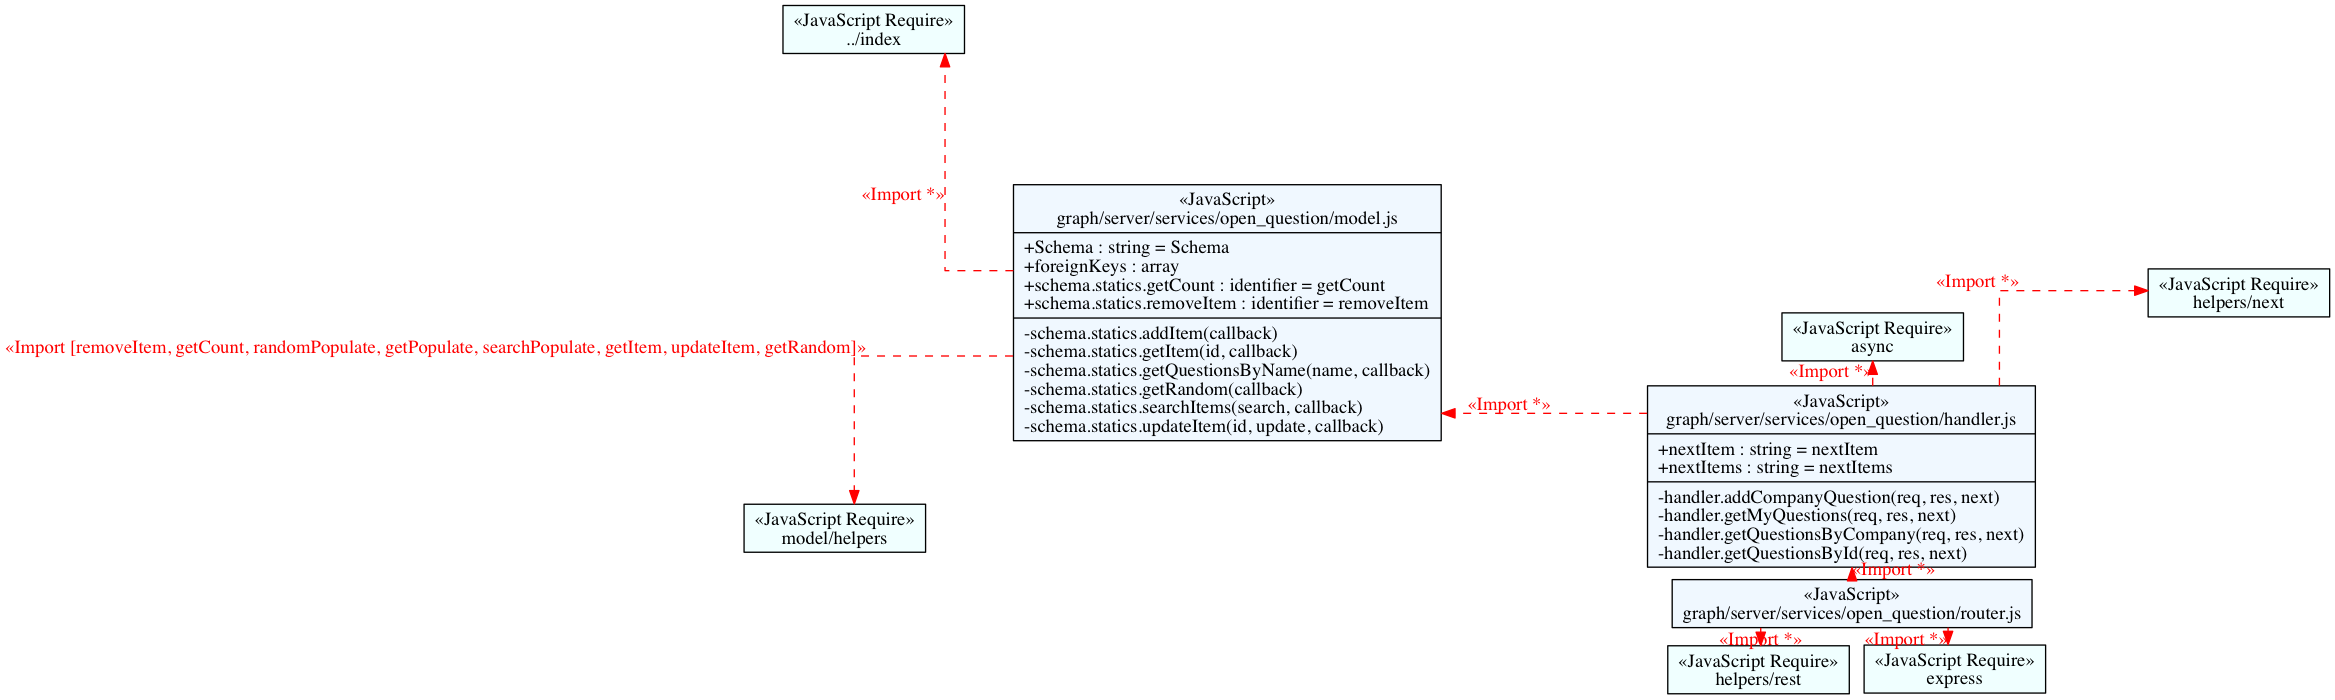 «JavaScript Require»
../index
«Import *»
«JavaScript»
graph/server/services/open_question/model.js
+Schema : string = Schema
+foreignKeys : array
+schema.statics.getCount : identifier = getCount
+schema.statics.removeItem : identifier = removeItem
-schema.statics.addItem(callback)
-schema.statics.getItem(id, callback)
-schema.statics.getQuestionsByName(name, callback)
-schema.statics.getRandom(callback)
-schema.statics.searchItems(search, callback)
-schema.statics.updateItem(id, update, callback)
«Import [removeItem, getCount, randomPopulate, getPopulate, searchPopulate, getItem, updateItem, getRandom]»
«JavaScript Require»
model/helpers
«Import *»
«Import *»
«JavaScript Require»
helpers/next
«JavaScript Require»
async
«Import *»
«JavaScript»
graph/server/services/open_question/handler.js
+nextItem : string = nextItem
+nextItems : string = nextItems
-handler.addCompanyQuestion(req, res, next)
-handler.getMyQuestions(req, res, next)
-handler.getQuestionsByCompany(req, res, next)
-handler.getQuestionsById(req, res, next)
«Import *»
«JavaScript»
graph/server/services/open_question/router.js
«Import *»
«Import *»
«JavaScript Require»
helpers/rest
«JavaScript Require»
express